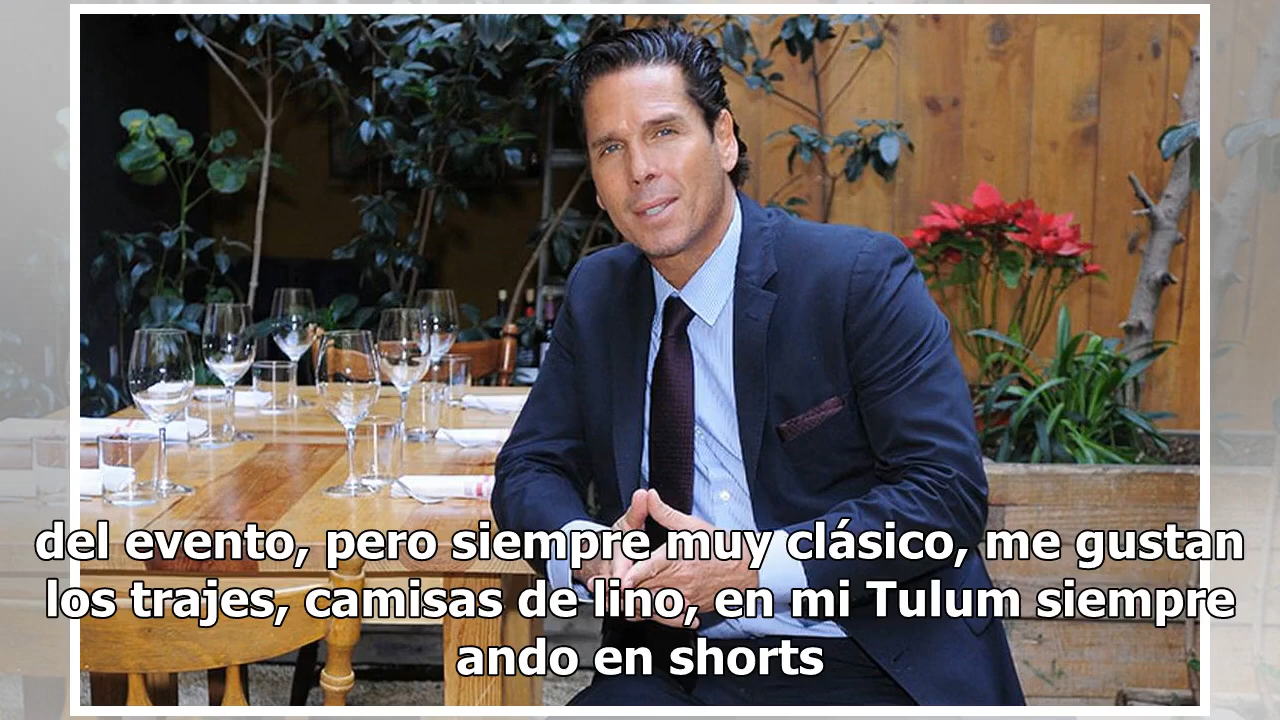 del evento, pero siempre muy clásico, me gustan
los trajes, camisas de lino, en mi Tulum siempre
ando en shorts